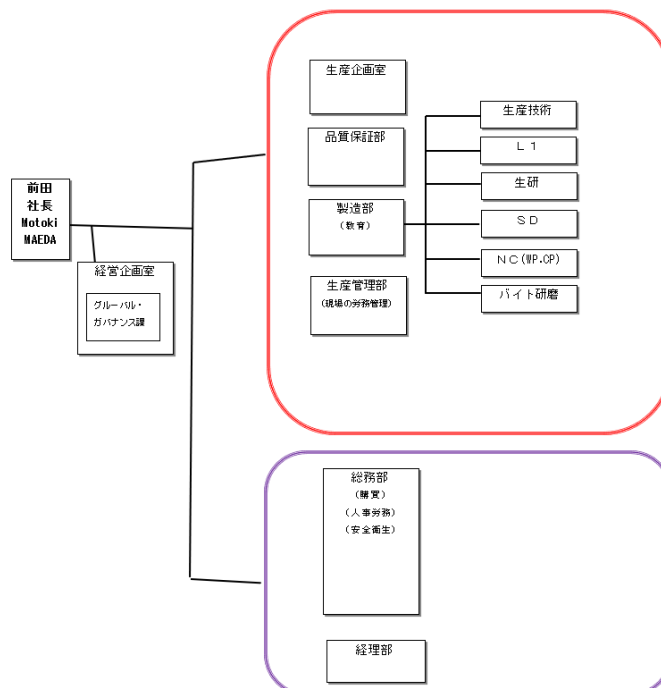 前田
社長
Motoki
MAEDA
経営企画室
グルーバル・
ガバナンス課
生産企画室
品質保証部
製造部
(教育)
生産管理部
(現場の労務管理)
生産技術
Ｌ１
生研
ＳＤ
ＮＣ(WP.CP)
バイト研磨
総務部
(購買)
(人事労務)
(安全衛生)
経理部